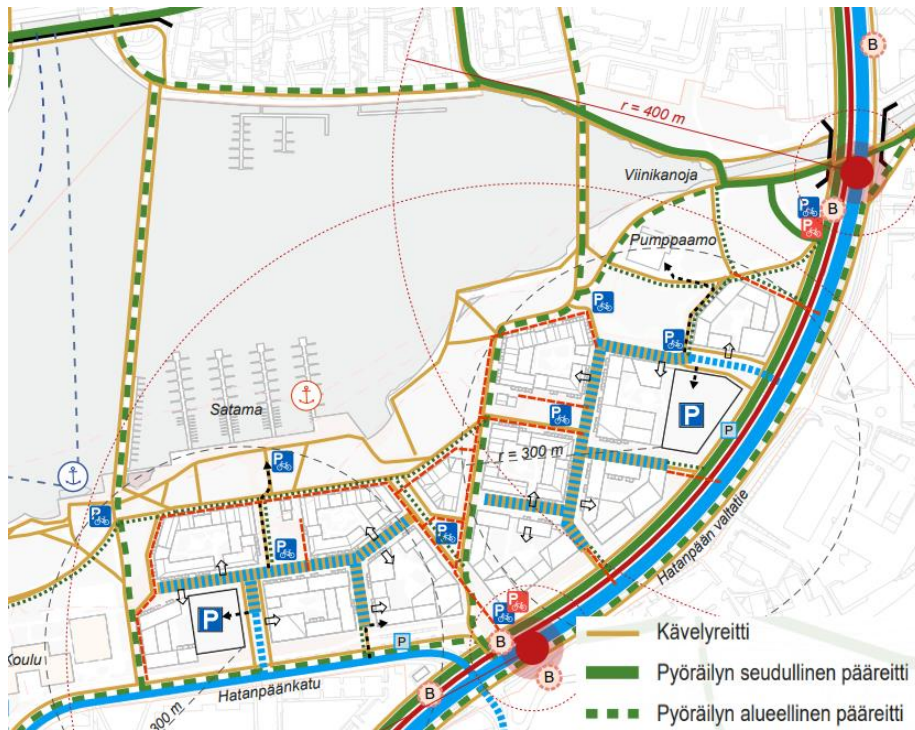 B
r = 400 m
Viinikanoja
B
P
P
Pumppaamo
P
P
Satama
P
P
r = 300 m
P
P
P
P
P
Hatanpään valtatie
P
P
P
P
P
B
B
B
Koulu
Hatanpäänkatu
300 m
Kävelyreitti
Pyöräilyn seudullinen pääreitti
Pyöräilyn alueellinen pääreitti